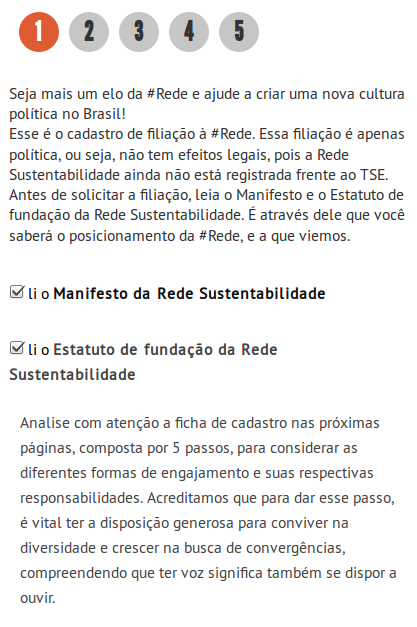 1 2 3 4 5
Seja mais um elo da #Rede e ajude a criar uma nova cultura
política no Brasil!
Esse é o cadastro de filiação à #Rede. Essa filiação é apenas
política, ou seja, não tem efeitos legais, pois a Rede
Sustentabilidade ainda não está registrada frente ao TSE.
Antes de solicitar a filiação, leia o Manifesto e o Estatuto de
fundação da Rede Sustentabilidade. É através dele que você
saberá o posicionamento da #Rede, e a que viemos.
li o Manifesto da Rede Sustentabilidade
li o Estatuto de fundação da Rede
Sustentabilidade
Analise com atenção a ficha de cadastro nas próximas
páginas, composta por 5 passos, para considerar as
diferentes formas de engajamento e suas respectivas
responsabilidades. Acreditamos que para dar esse passo,
é vital ter a disposição generosa para conviver na
diversidade e crescer na busca de convergências,
compreendendo que ter voz significa também se dispor a
ouvir.